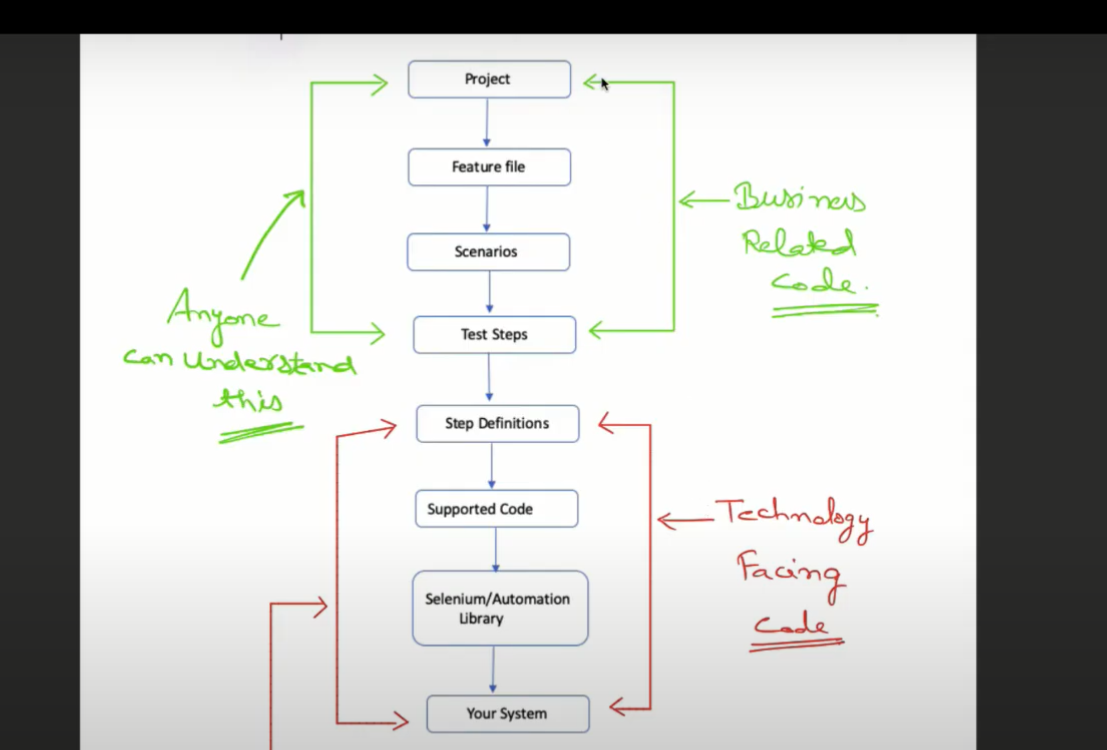 Project
Feature file
Business
Related
Code.
Scenarios
Anyone
can understand
this
Test Steps
Step Definitions
Supported Code
Technology
Facing
Code
Selenium/Automation
Library
Your System